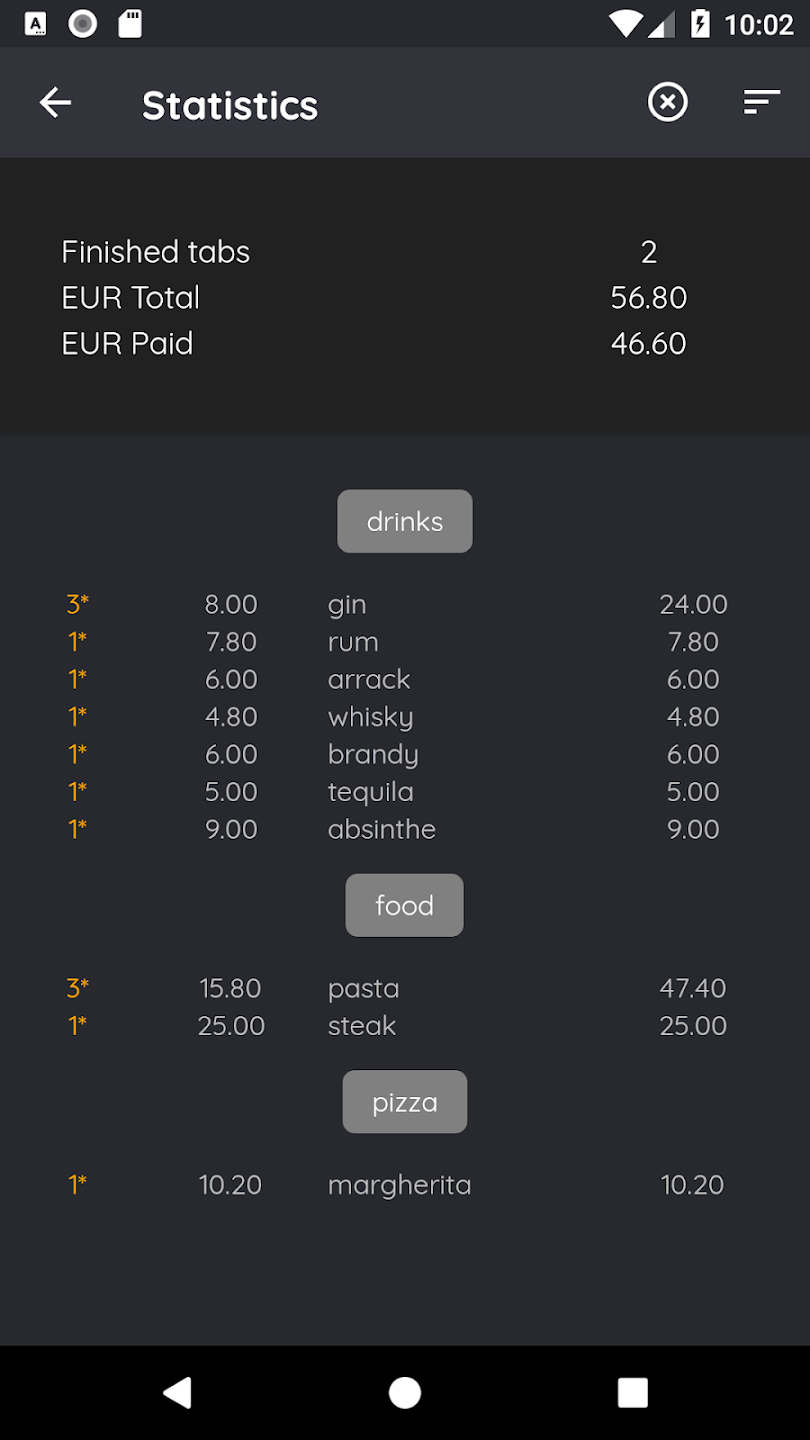 A 10:02
Statistics
Finished tabs 2
EUR Total 56.80
EUR Paid 46.60
drinks
3* 8.00 gin 24.00
1* 7.80 rum 7.80
1* 6.00 arrack 6.00
1* 4.80 whisky 4.80
1* 6.00 brandy 6.00
1* 5.00 tequila 5.00
1* 9.00 absinthe 9.00
food
3* 15.80 pasta 47.40
1* 25.00 steak 25.00
pizza
1* 10.20 margherita 10.20